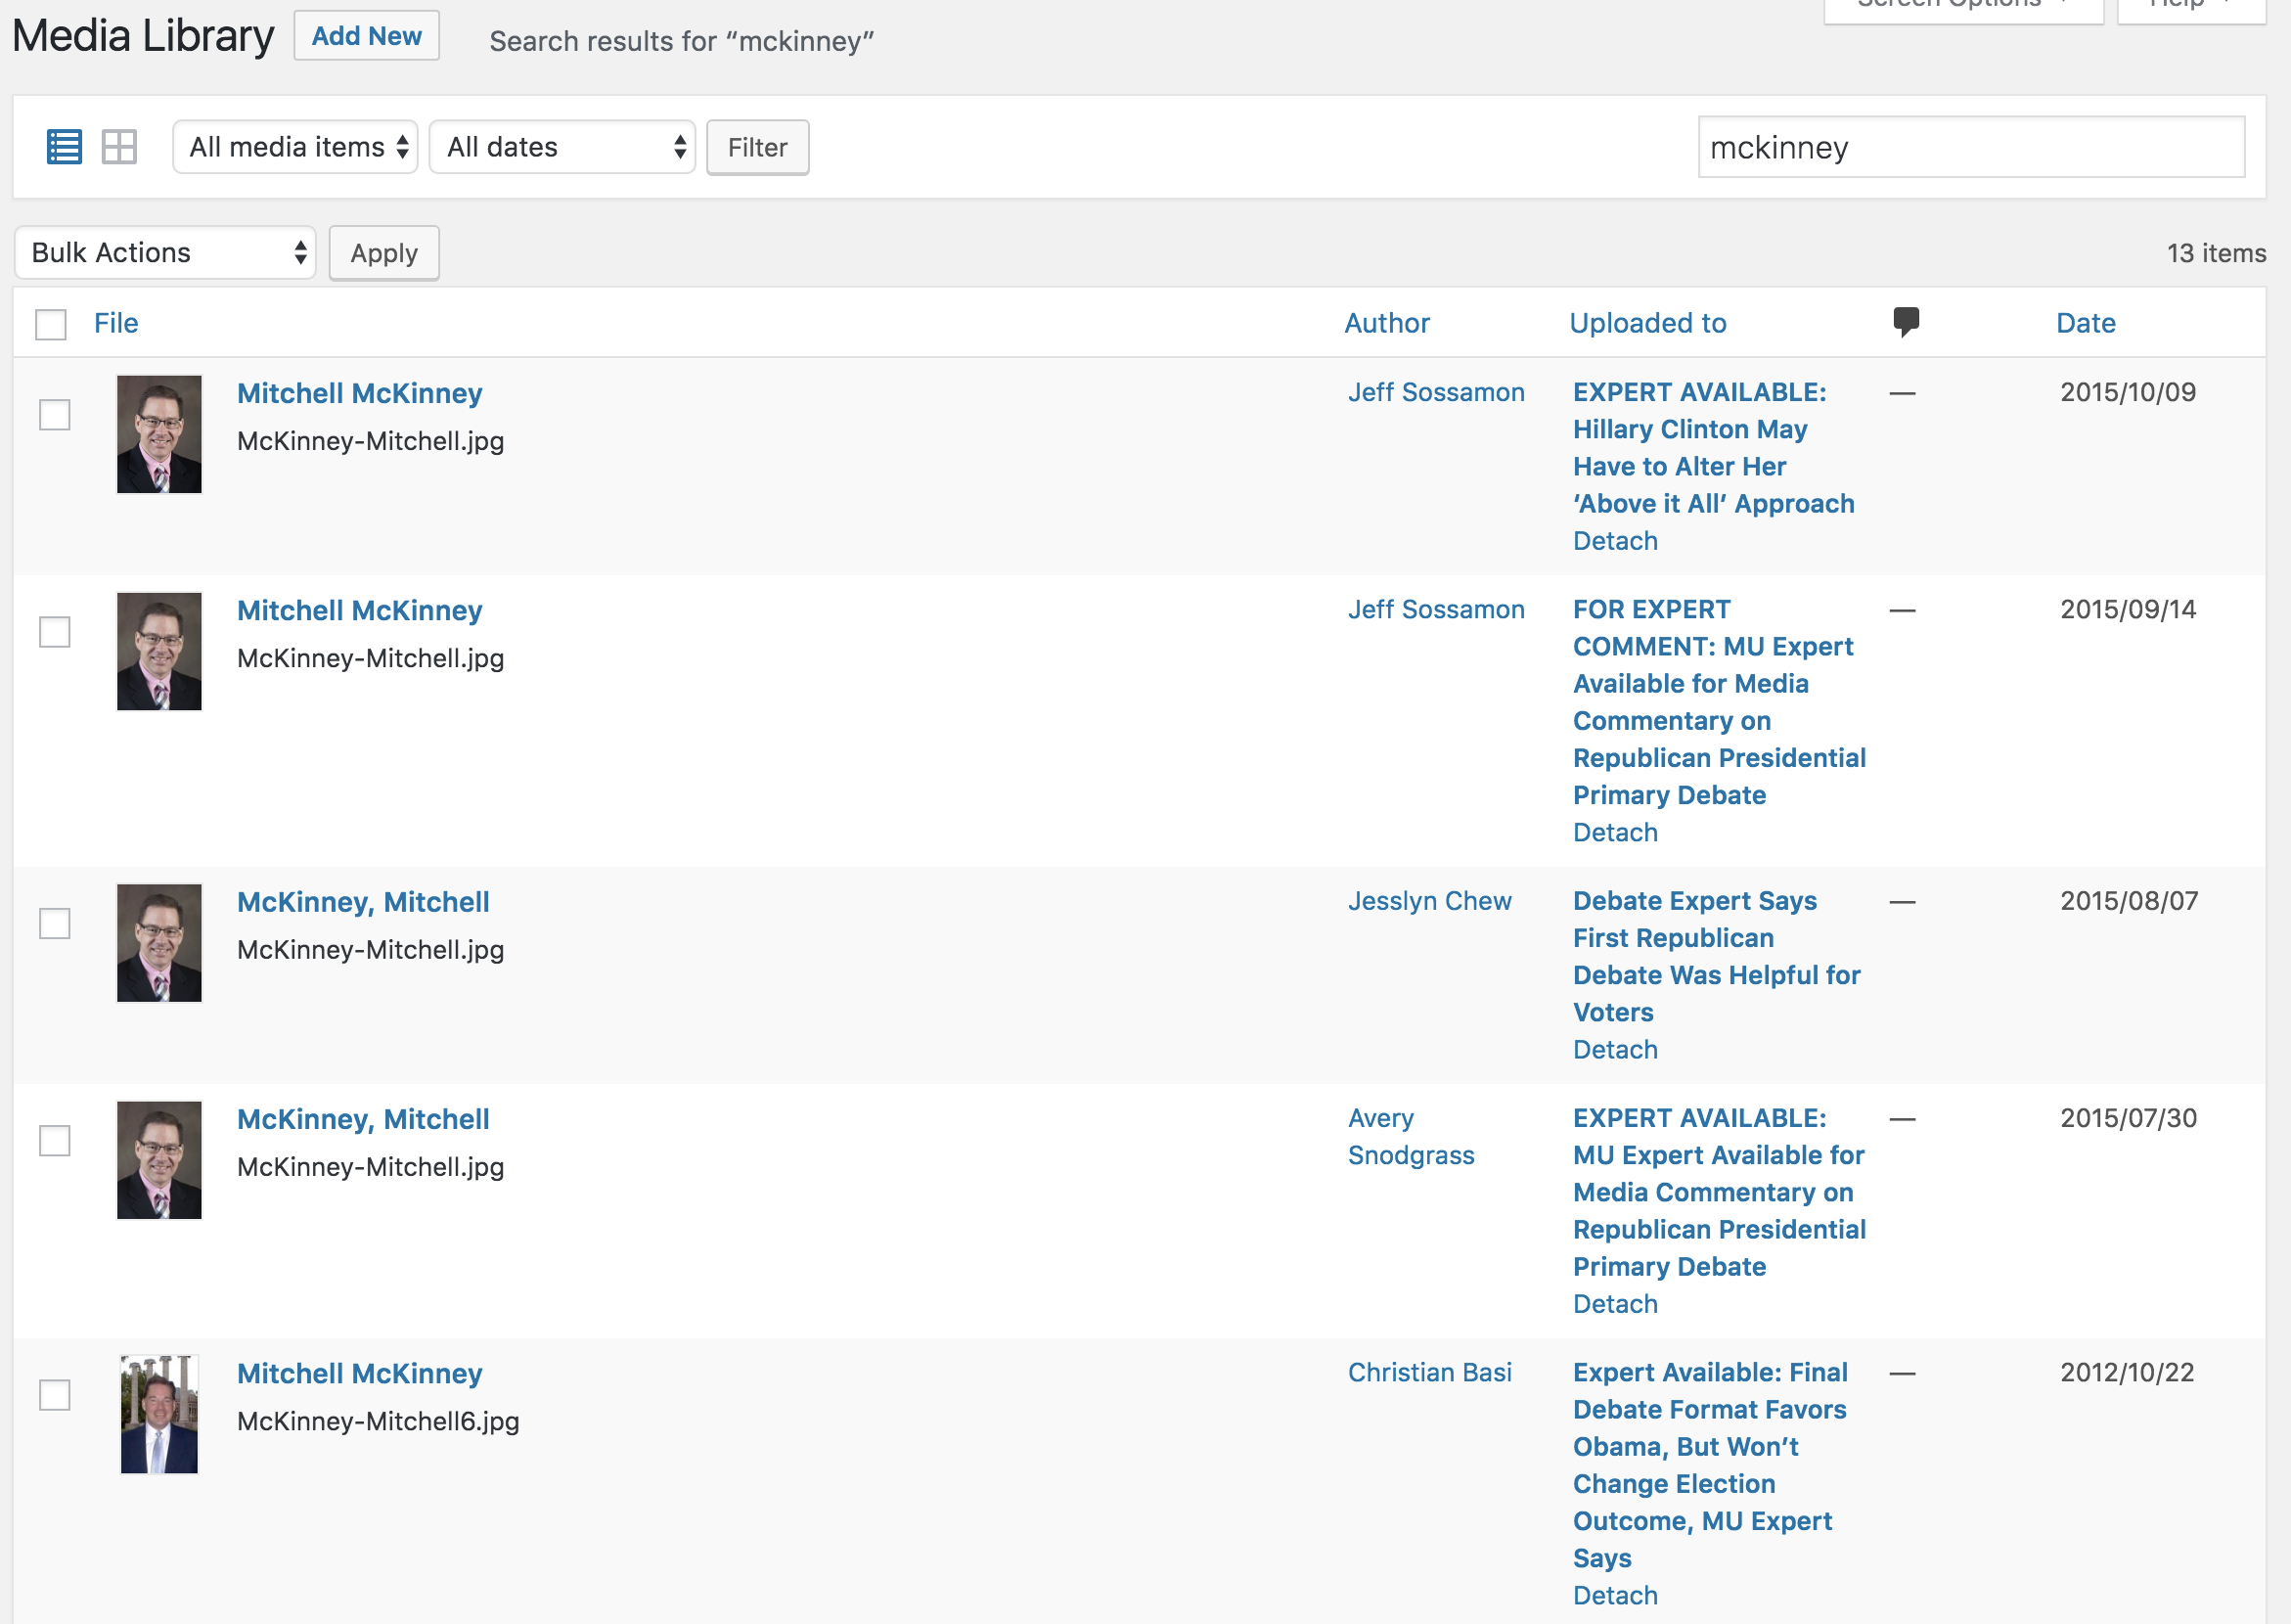 Screen Options Help
Media Library Add New Search results for “mckinney”
All media items All dates Filter mckinney
Bulk Actions Apply 13 items
File Author Uploaded to Date
Mitchell McKinney Jeff Sossamon EXPERT AVAILABLE: — 2015/10/09
McKinney-Mitchell.jpg Hillary Clinton May
Have to Alter Her
‘Above it All’ Approach
Detach
Mitchell McKinney Jeff Sossamon FOR EXPERT — 2015/09/14
McKinney-Mitchell.jpg COMMENT: MU Expert
Available for Media
Commentary on
Republican Presidential
Primary Debate
Detach
McKinney, Mitchell Jesslyn Chew Debate Expert Says — 2015/08/07
McKinney-Mitchell.jpg First Republican
Debate Was Helpful for
Voters
Detach
McKinney, Mitchell Avery EXPERT AVAILABLE: — 2015/07/30
McKinney-Mitchell.jpg Snodgrass MU Expert Available for
Media Commentary on
Republican Presidential
Primary Debate
Detach
Mitchell McKinney Christian Basi Expert Available: Final — 2012/10/22
McKinney-Mitchell6.jpg Debate Format Favors
Obama, But Won’t
Change Election
Outcome, MU Expert
Says
Detach